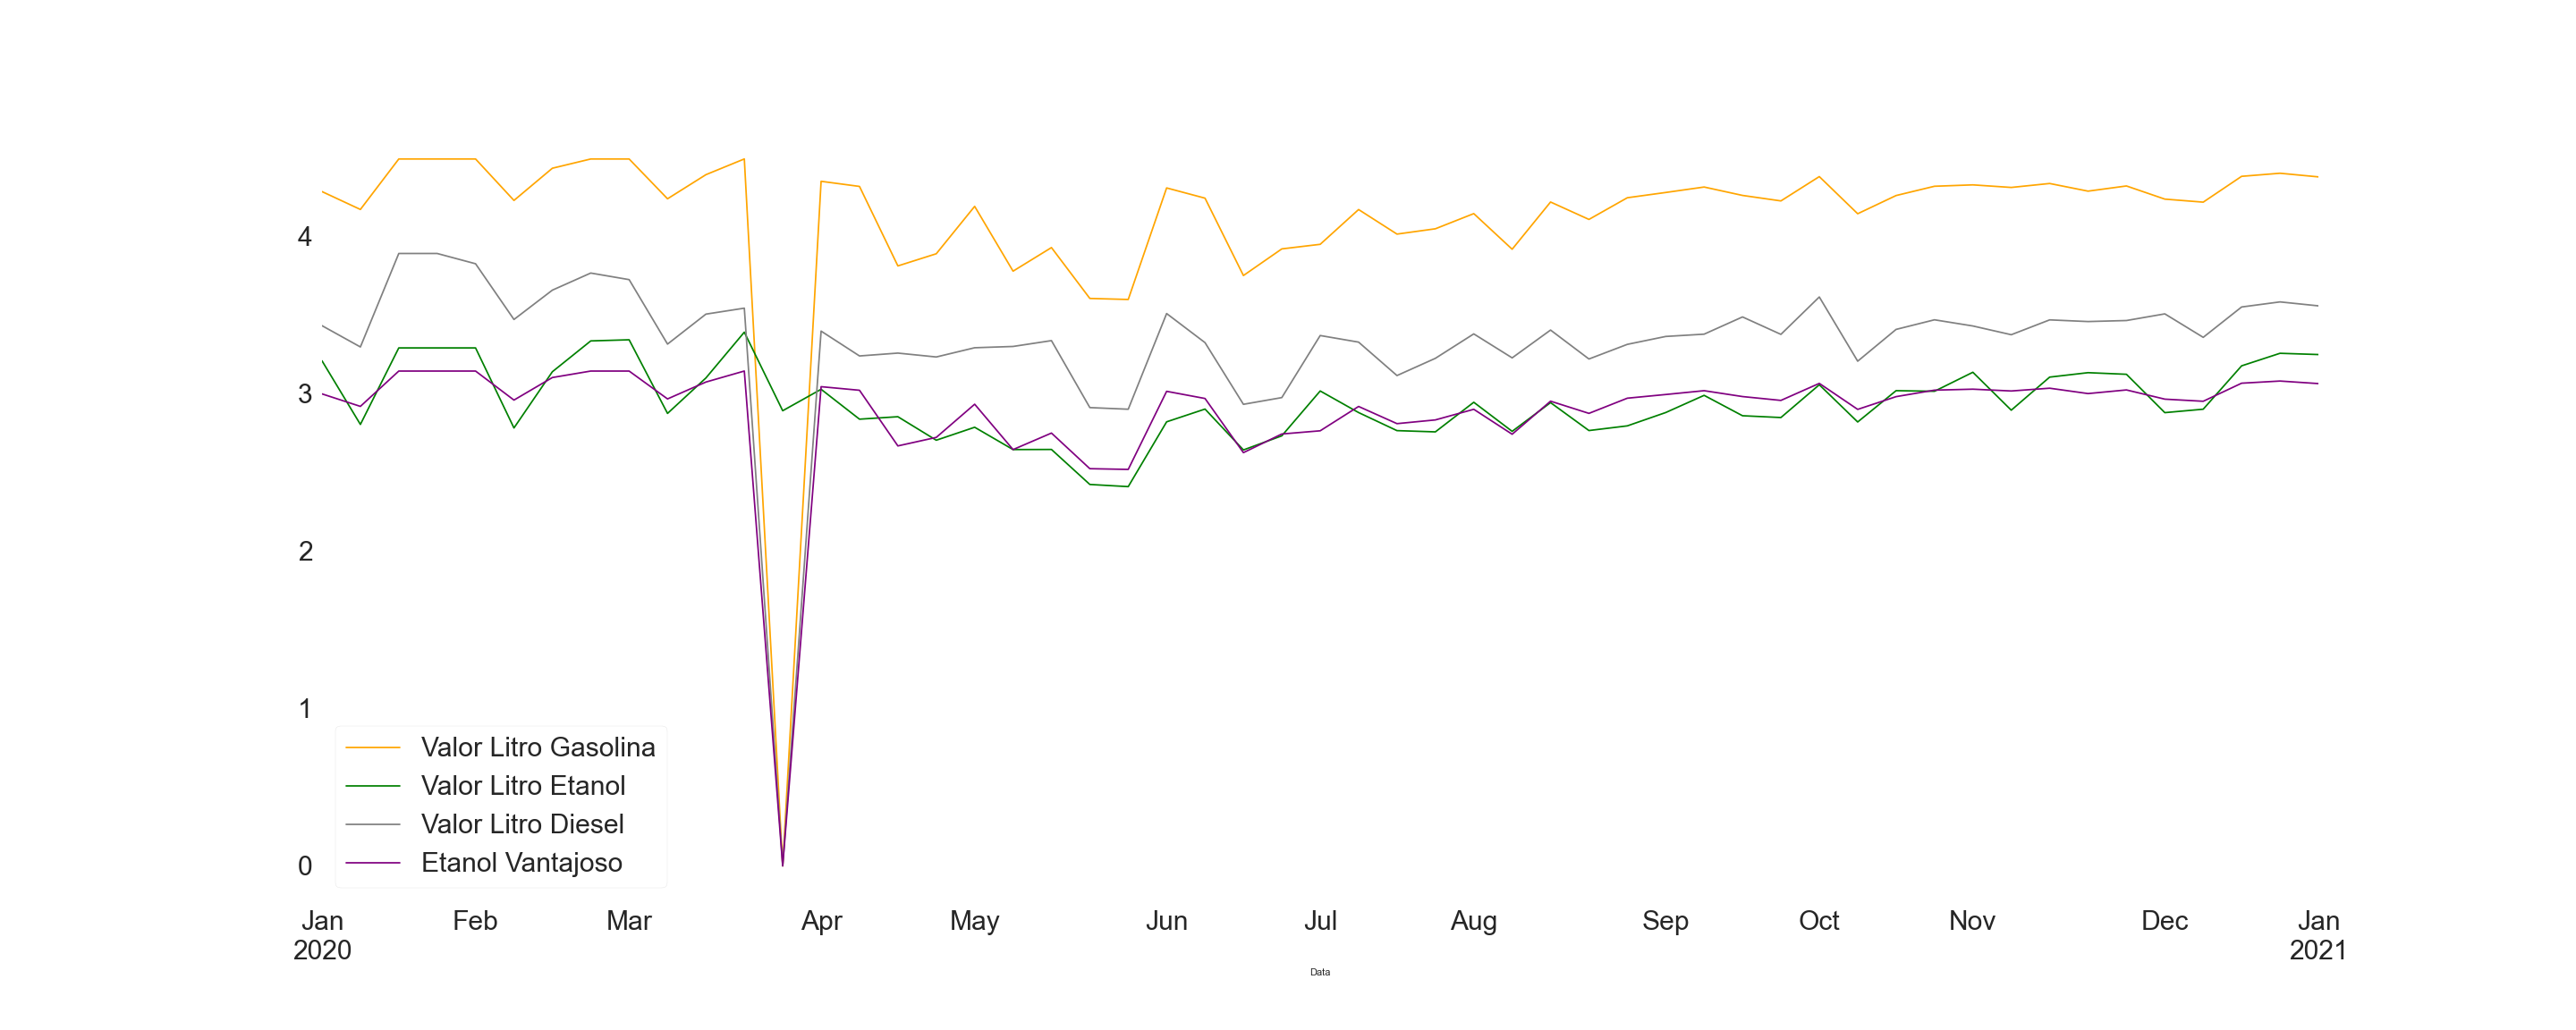 4
3
2
1
0
Valor Litro Gasolina
Valor Litro Etanol
Valor Litro Diesel
Etanol Vantajoso
Jan Feb Mar Apr May Jun Jul Aug Sep Oct Nov Dec Jan
2020 2021
Data